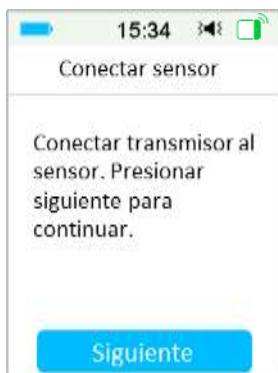 15:34
Conectar sensor
Conectar transmisor al
sensor. Presionar
siguiente para
continuar.
Siguiente